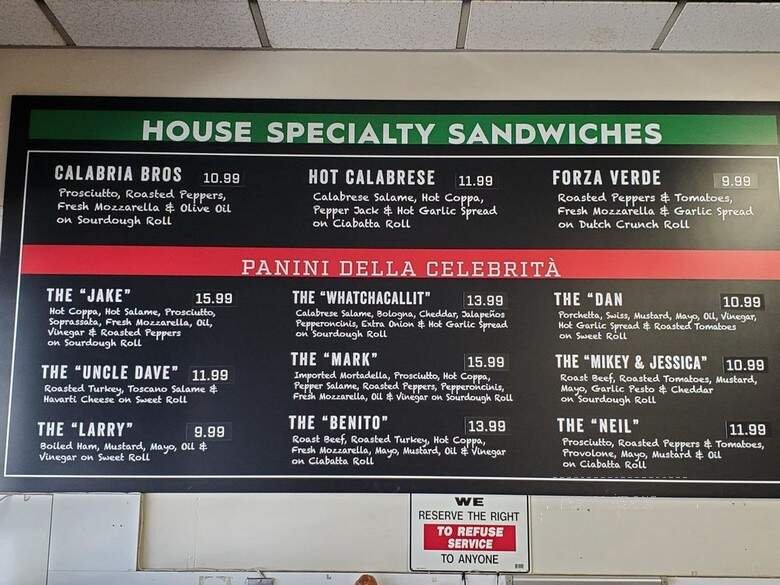 HOUSE SPECIALTY SANDWICHES
CALABRIA BROS 10.99
Prosciutto, Roasted Peppers,
Fresh Mozzarella & Olive Oil
on Sourdough Roll
HOT CALABRESE 11.99
Calabrese Salame, Hot Coppa,
Pepper Jack & Hot Garlic Spread
on Ciabatta Roll
FORZA VERDE 9.99
Roasted Peppers & Tomatoes,
Fresh Mozzarella & Garlic Spread
on Dutch Crunch Roll
PANINI DELLA CELEBRITÀ
THE "JAKE" 15.99
Hot Coppa, Hot Salame, Prosciutto,
Soprassata, Fresh Mozzarella, Oil,
Vinegar & Roasted Peppers
on Sourdough Roll
THE "WHATCHACALLIT" 13.99
Calabrese Salame, Bologna, Cheddar, Jalapeños
Pepperoncinis, Extra Onion & Hot Garlic Spread
on Sourdough Roll
THE "DAN 10.99
Porchetta, Swiss, Mustard, Mayo, Oil, Vinegar,
Hot Garlic Spread & Roasted Tomatoes
on Sweet Roll
THE "UNCLE DAVE" 11.99
Roasted Turkey, Toscano Salame &
Havarti Cheese on Sweet Roll
THE "MARK" 15.99
Imported Mortadella, Prosciutto, Hot Coppa,
Pepper Salame, Roasted Peppers, Pepperoncinis,
Fresh Mozzarella, Oil & Vinegar on Sourdough Roll
THE "MIKEY & JESSICA" 10.99
Roast Beef, Roasted Tomatoes, Mustard,
Mayo, Garlic Pesto & Cheddar
on Sourdough Roll
THE "LARRY" 9.99
Boiled Ham, Mustard, Mayo, Oil &
Vinegar on Sweet Roll
THE "BENITO" 13.99
Roast Beef, Roasted Turkey, Hot Coppa,
Fresh Mozzarella, Mayo, Mustard, Oil & Vinegar
on Ciabatta Roll
THE "NEIL" 11.99
Prosciutto, Roasted Peppers & Tomatoes,
Provolone, Mayo, Mustard & Oil
on Ciabatta Roll
WE
RESERVE THE RIGHT
TO REFUSE
SERVICE
TO ANYONE